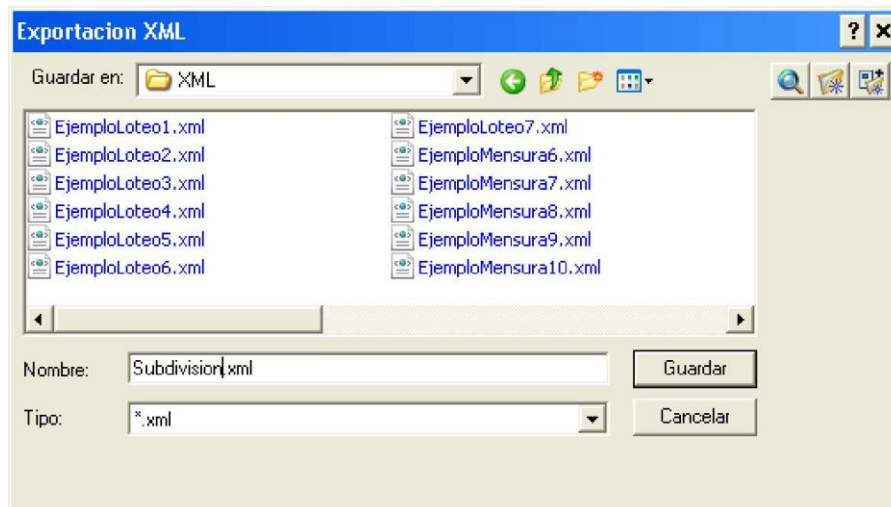 Exportacion XML
Guardar en: XML
EjemploLoteo1.xml
EjemploLoteo2.xml
EjemploLoteo3.xml
EjemploLoteo4.xml
EjemploLoteo5.xml
EjemploLoteo6.xml
EjemploLoteo7.xml
EjemploMensura6.xml
EjemploMensura7.xml
EjemploMensura8.xml
EjemploMensura9.xml
EjemploMensura10.xml
Nombre: Subdivision.xml Guardar
Tipo: *.xml Cancelar